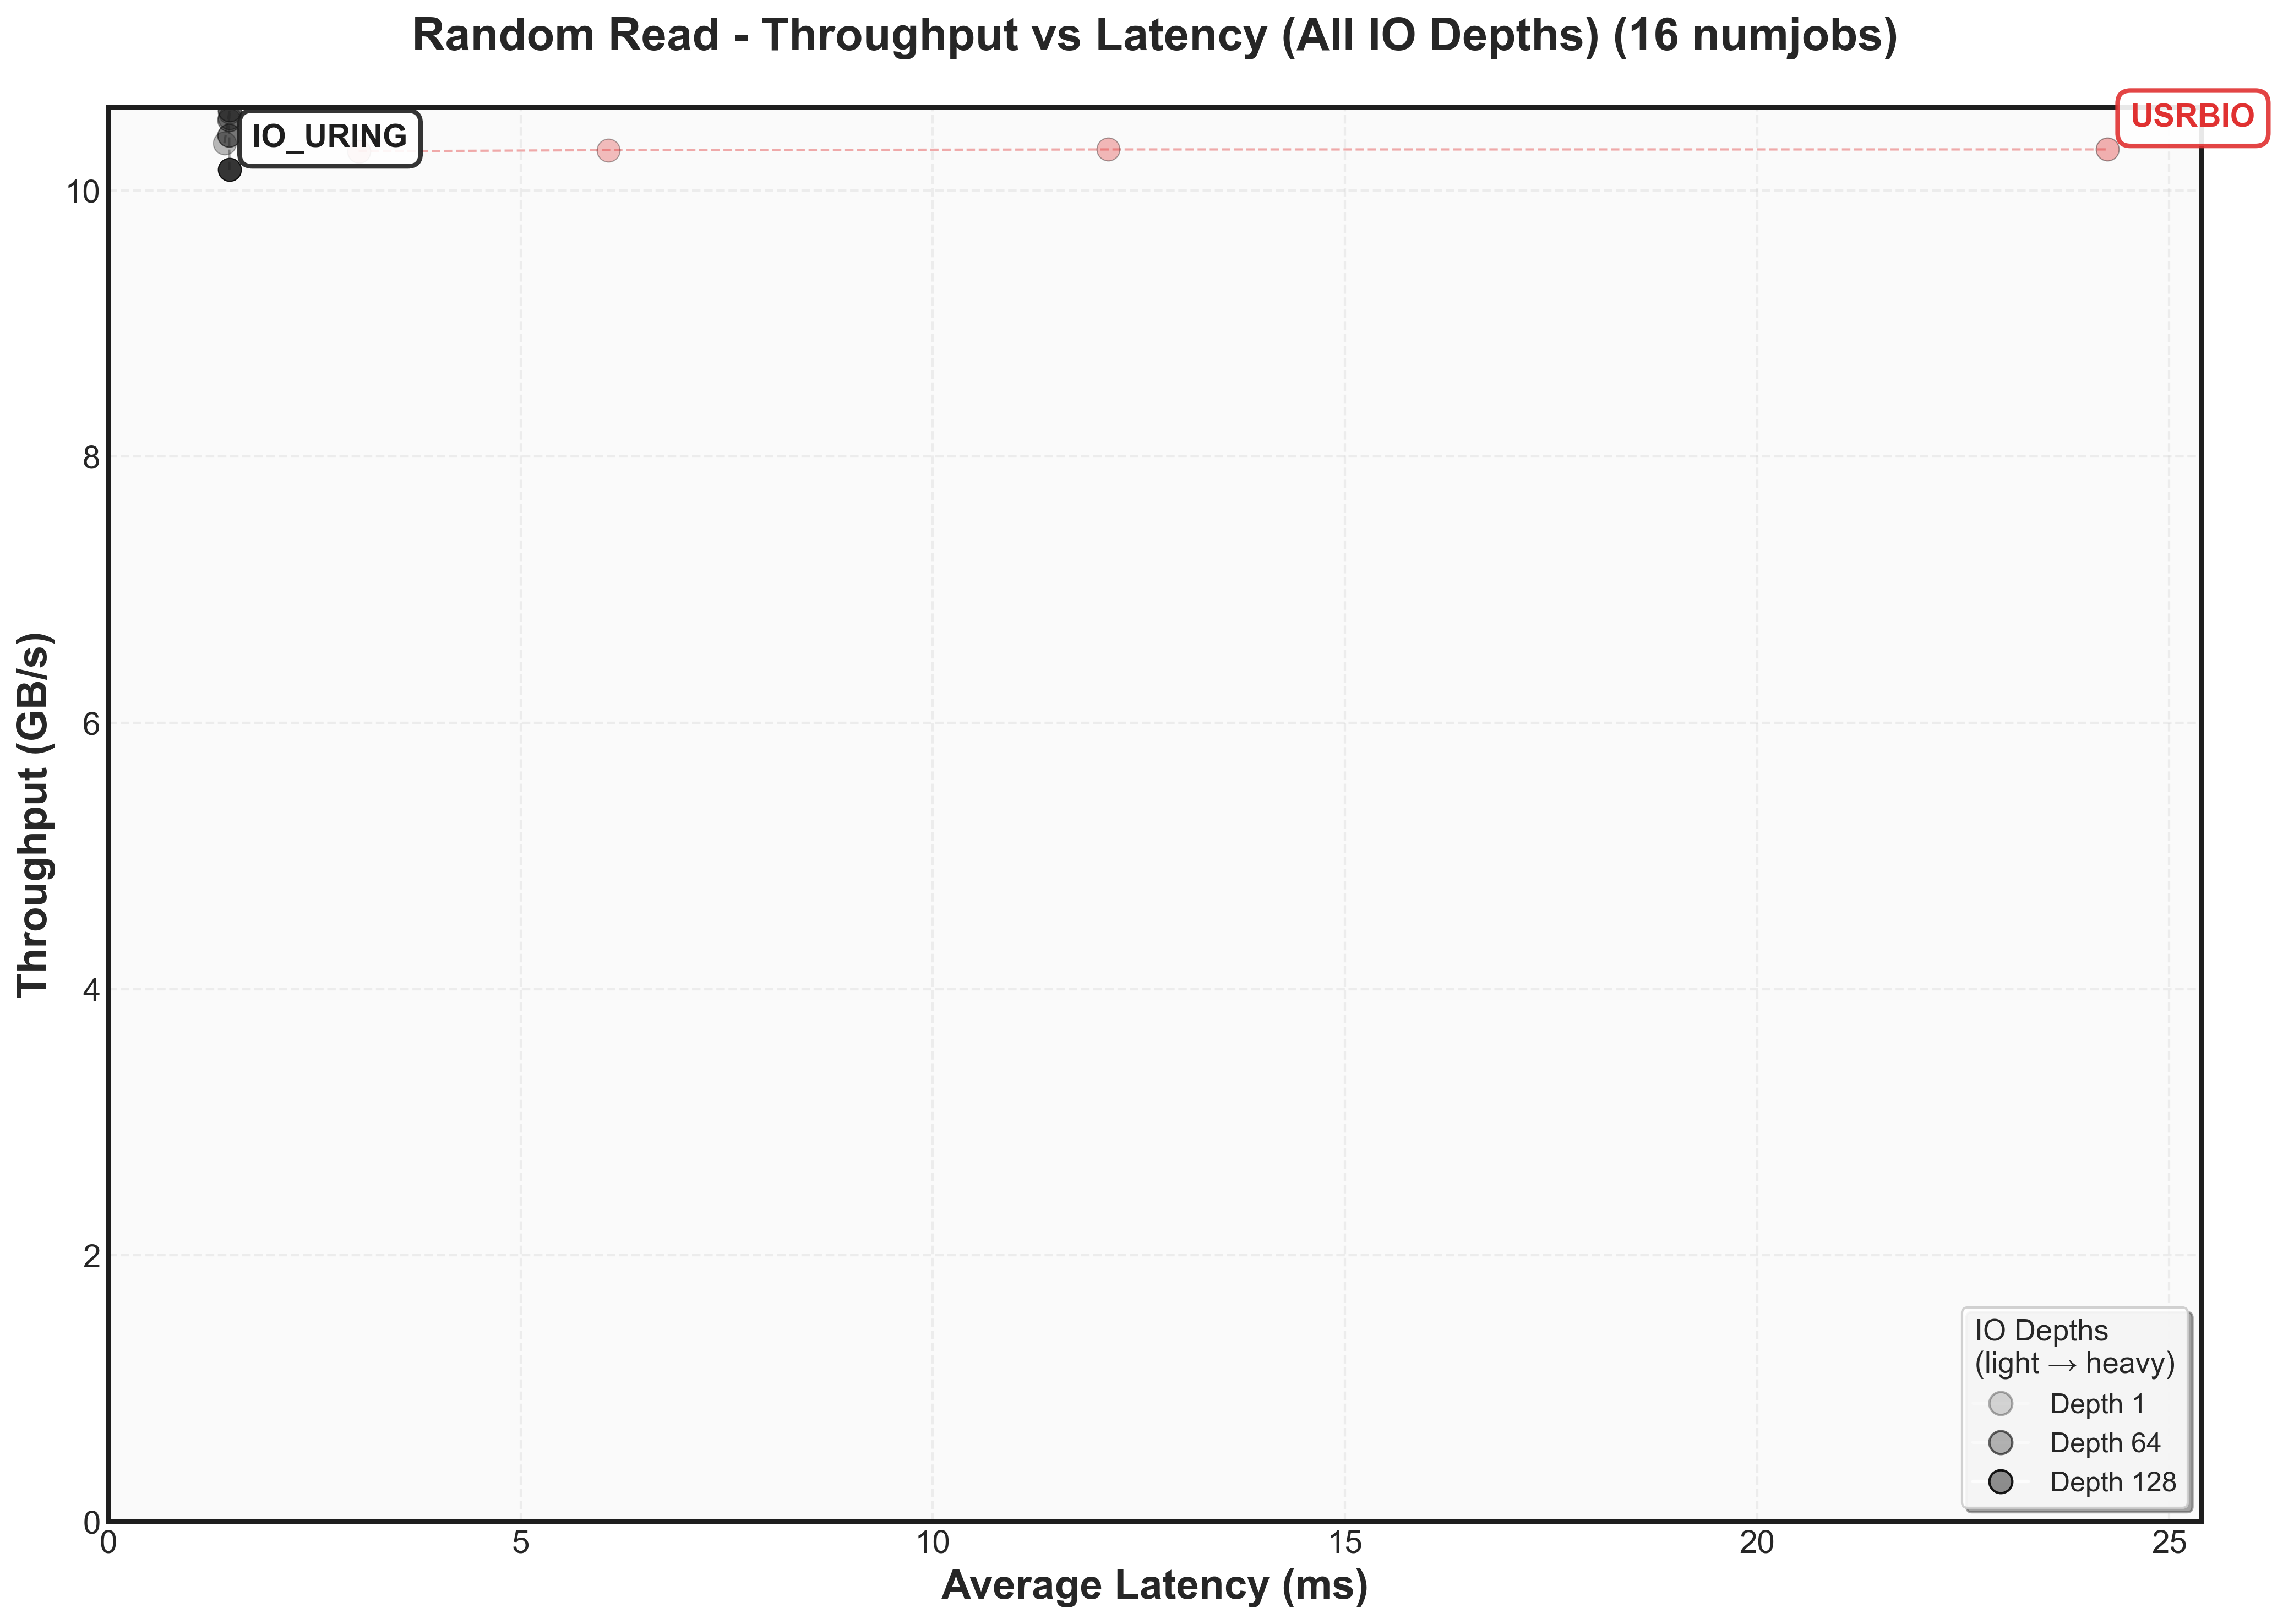 Random Read - Throughput vs Latency (All IO Depths) (16 numjobs)
USRBIO
IO_URING
10
8
6
4
2
0
Throughput (GB/s)
IO Depths
(light → heavy)
Depth 1
Depth 64
Depth 128
0 5 10 15 20 25
Average Latency (ms)